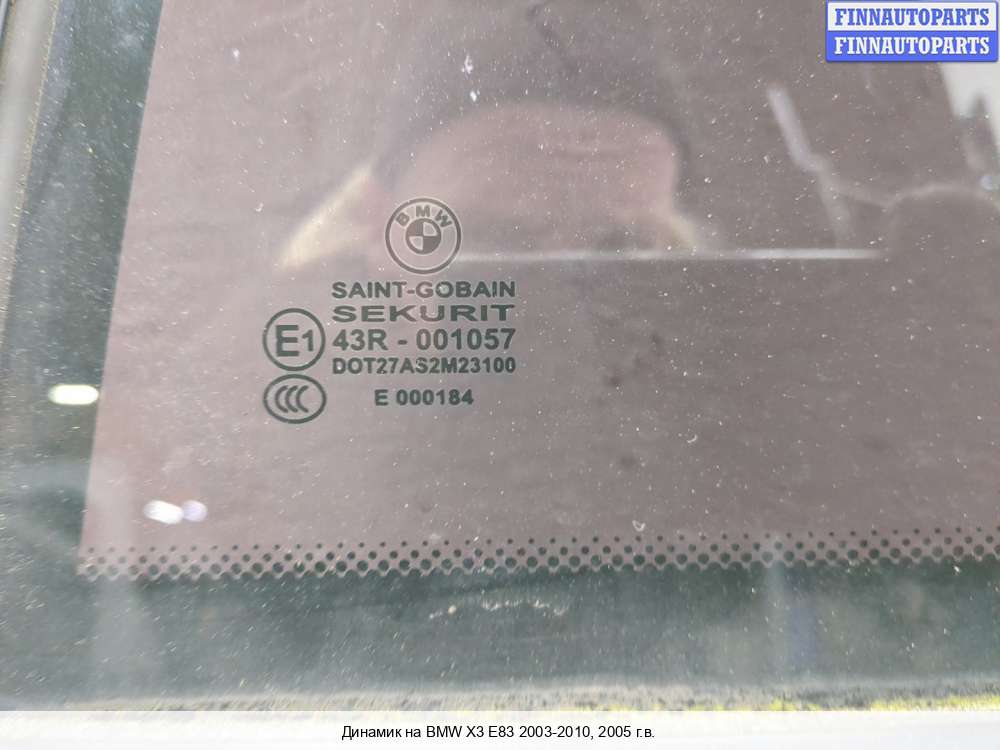 FINNAUTOPARTS
FINNAUTOPARTS
BMW
SAINT-GOBAIN
SEKURIT
E1 43R - 001057
DOT27AS2M23100
CCC E 000184
Динамик на BMW X3 E83 2003-2010, 2005 г.в.